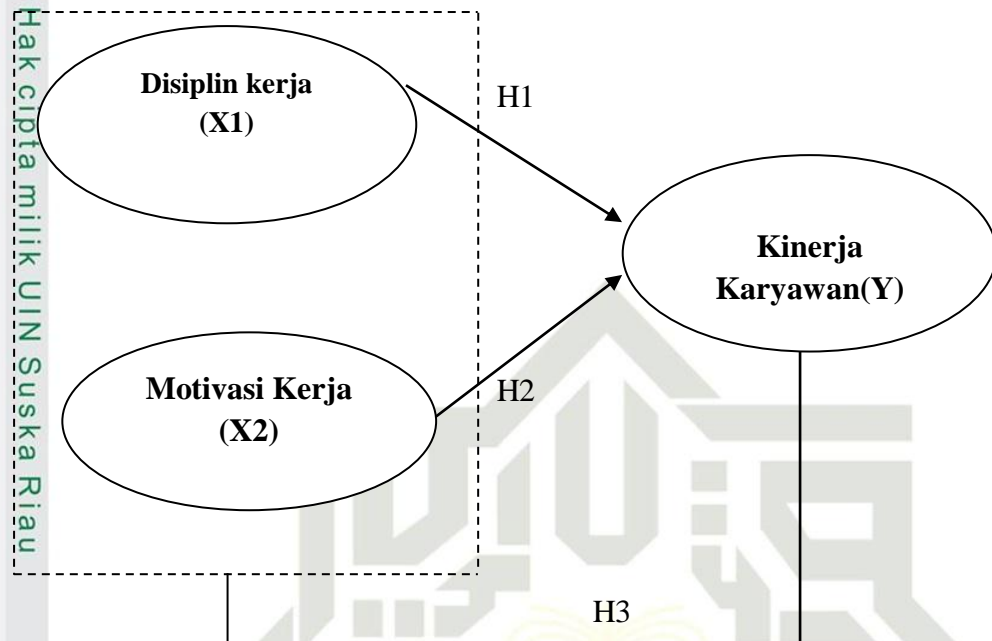 Hak cipta milik UIN Suska Riau
Disiplin kerja
(X1)
H1
Kinerja
Karyawan(Y)
Motivasi Kerja
(X2)
H2
H3